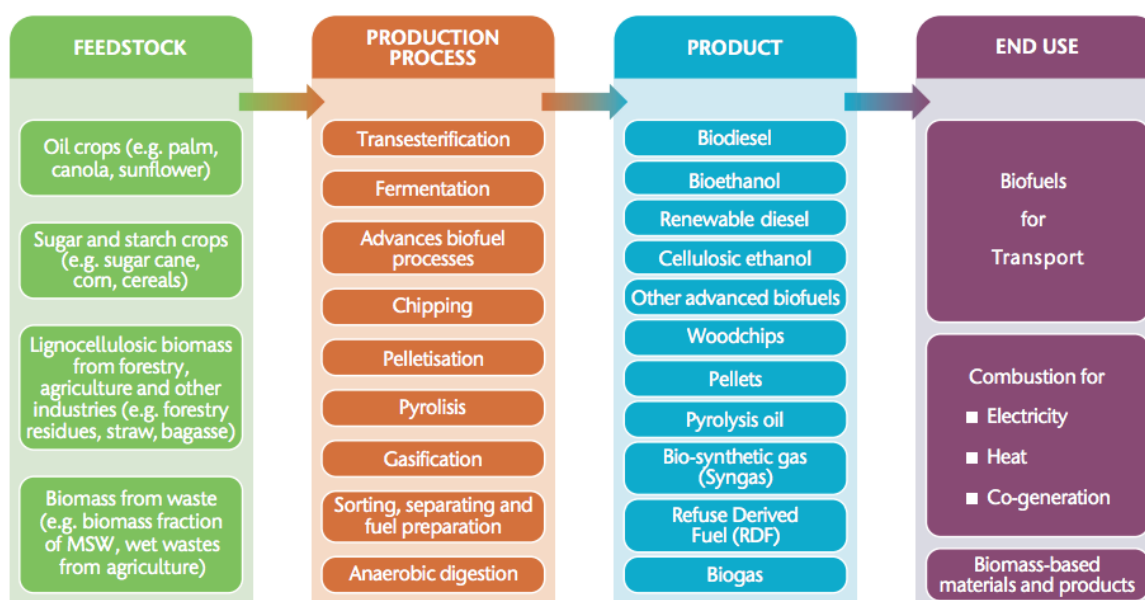 FEEDSTOCK
Oil crops (e.g. palm,
canola, sunflower)
Sugar and starch crops
(e.g. sugar cane,
corn, cereals)
Lignocellulosic biomass
from forestry,
agriculture and other
industries (e.g. forestry
residues, straw, bagasse)
Biomass from waste
(e.g. biomass fraction
of MSW, wet wastes
from agriculture)
PRODUCTION
PROCESS
Transesterification
Fermentation
Advances biofuel
processes
Chipping
Pelletisation
Pyrolisis
Gasification
Sorting, separating and
fuel preparation
Anaerobic digestion
PRODUCT
Biodiesel
Bioethanol
Renewable diesel
Cellulosic ethanol
Other advanced biofuels
Woodchips
Pellets
Pyrolysis oil
Bio-synthetic gas
(Syngas)
Refuse Derived
Fuel (RDF)
Biogas
END USE
Biofuels
for
Transport
Combustion for
■ Electricity
■ Heat
■ Co-generation
Biomass-based
materials and products